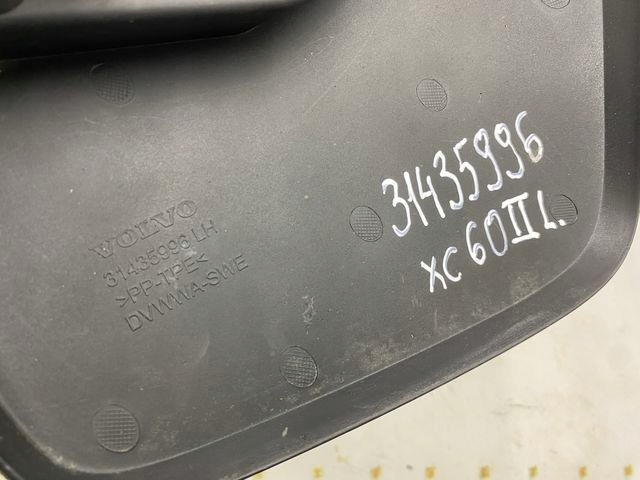 VOLVO
31435996 LH
>PP-TPE<
DVWWA-SWE
31435996
XC 60 II L.